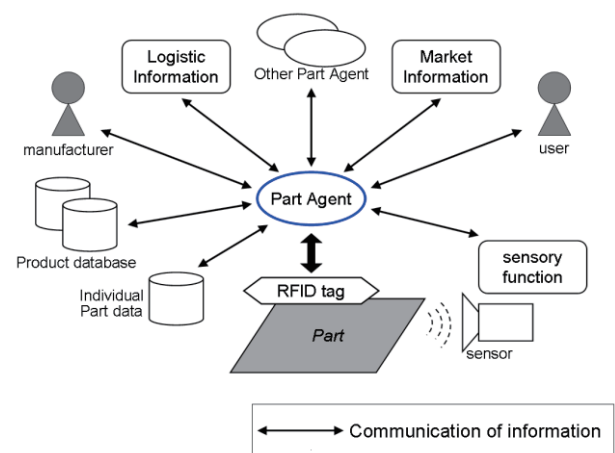 Logistic
Information
Other Part Agent
Market
Information
manufacturer
user
Part Agent
Product database
sensory
function
Individual
Part data
RFID tag
Part
sensor
Communication of information